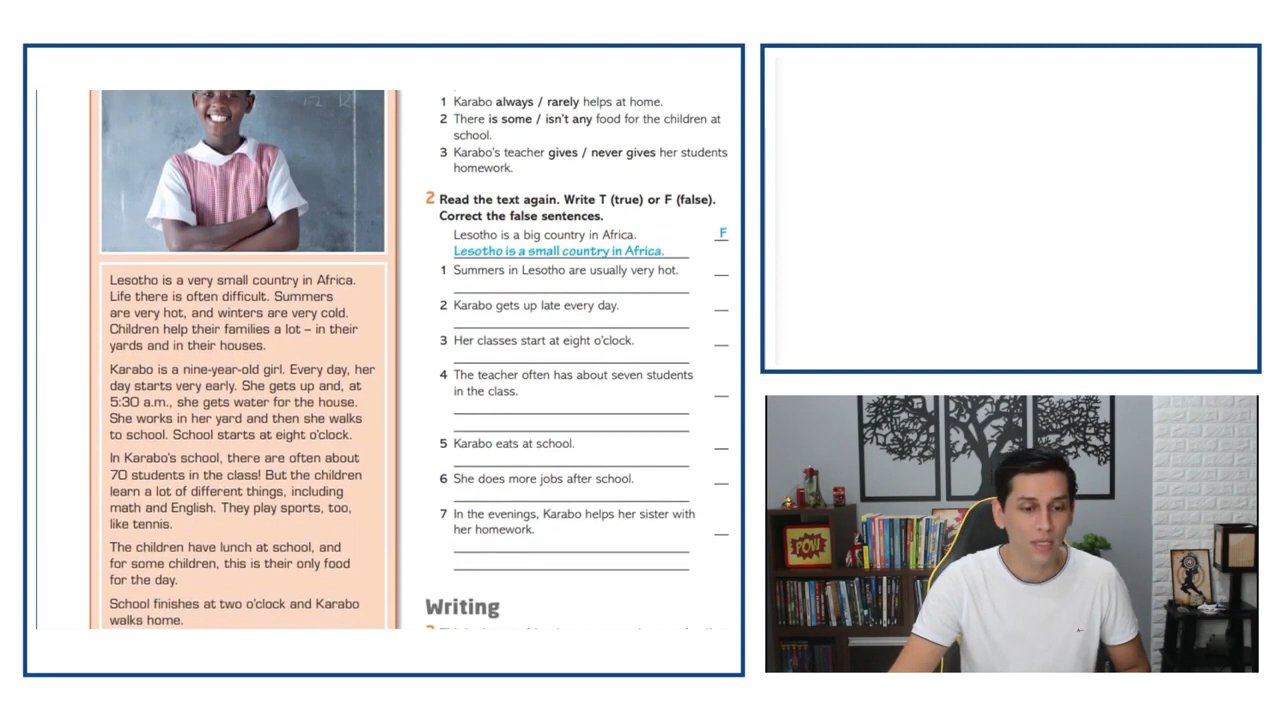 Lesotho is a very small country in Africa.
Life there is often difficult. Summers
are very hot, and winters are very cold.
Children help their families a lot – in their
yards and in their houses.
Karabo is a nine-year-old girl. Every day, her
day starts very early. She gets up and, at
5:30 a.m., she gets water for the house.
She works in her yard and then she walks
to school. School starts at eight o'clock.
In Karabo's school, there are often about
70 students in the class! But the children
learn a lot of different things, including
math and English. They play sports, too,
like tennis.
The children have lunch at school, and
for some children, this is their only food
for the day.
School finishes at two o'clock and Karabo
walks home.
1 Karabo always / rarely helps at home.
2 There is some / isn't any food for the children at
school.
3 Karabo's teacher gives / never gives her students
homework.
2 Read the text again. Write T (true) or F (false).
Correct the false sentences.
Lesotho is a big country in Africa. F
Lesotho is a small country in Africa.
1 Summers in Lesotho are usually very hot.
2 Karabo gets up late every day.
3 Her classes start at eight o'clock.
4 The teacher often has about seven students
in the class.
5 Karabo eats at school.
6 She does more jobs after school.
7 In the evenings, Karabo helps her sister with
her homework.
Writing
POW!